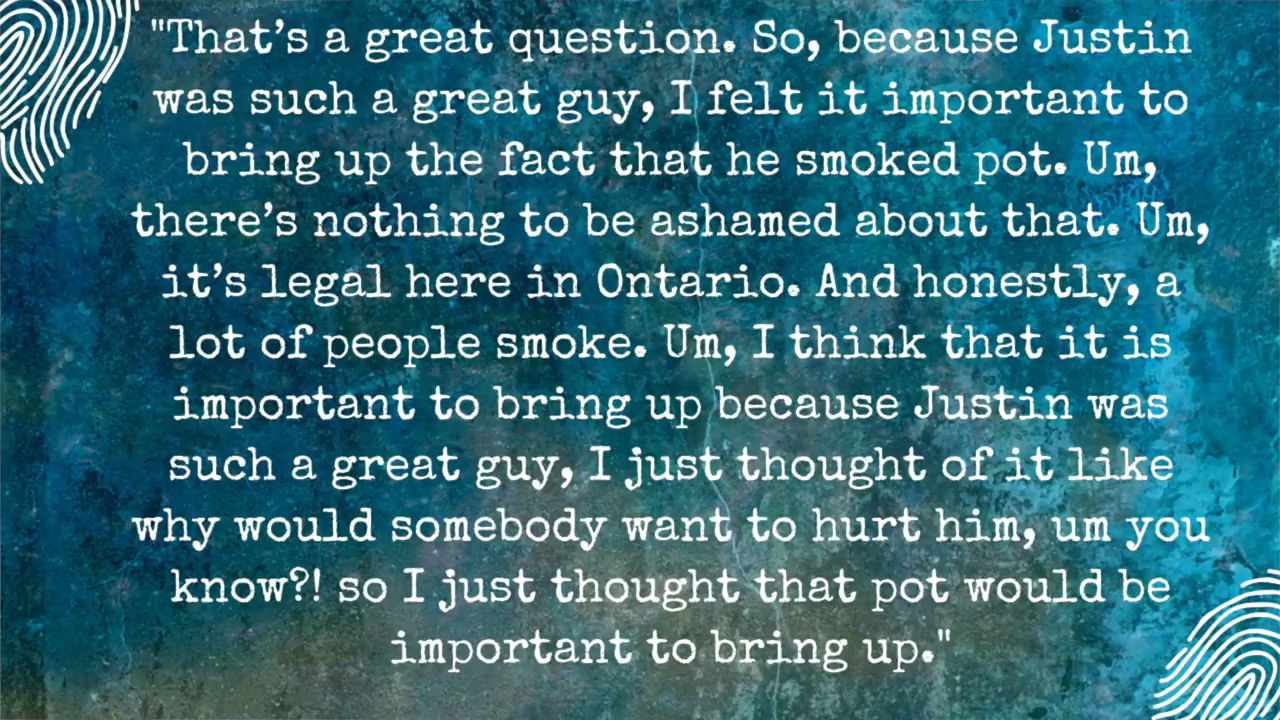 "That’s a great question. So, because Justin
was such a great guy, I felt it important to
bring up the fact that he smoked pot. Um,
there’s nothing to be ashamed about that. Um,
it’s legal here in Ontario. And honestly, a
lot of people smoke. Um, I think that it is
important to bring up because Justin was
such a great guy, I just thought of it like
why would somebody want to hurt him, um you
know?! so I just thought that pot would be
important to bring up."